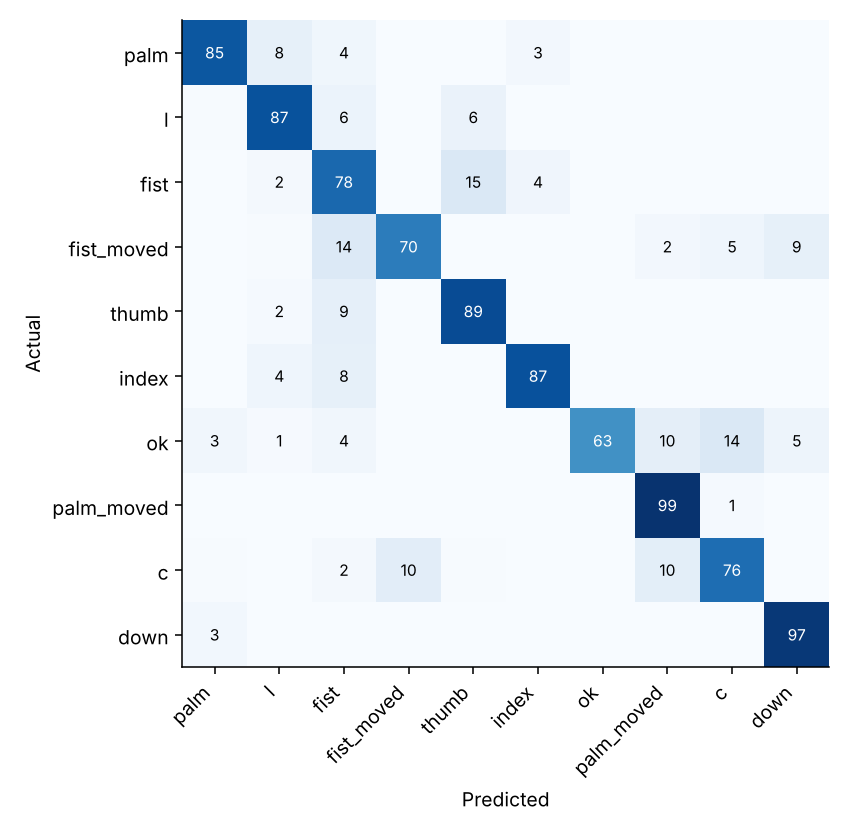 palm 85 8 4 3
l 87 6 6
fist 2 78 15 4
fist_moved 14 70 2 5 9
thumb 2 9 89
index 4 8 87
ok 3 1 4 63 10 14 5
palm_moved 99 1
c 2 10 10 76
down 3 97
Actual
palm l fist fist_moved thumb index ok palm_moved c down
Predicted